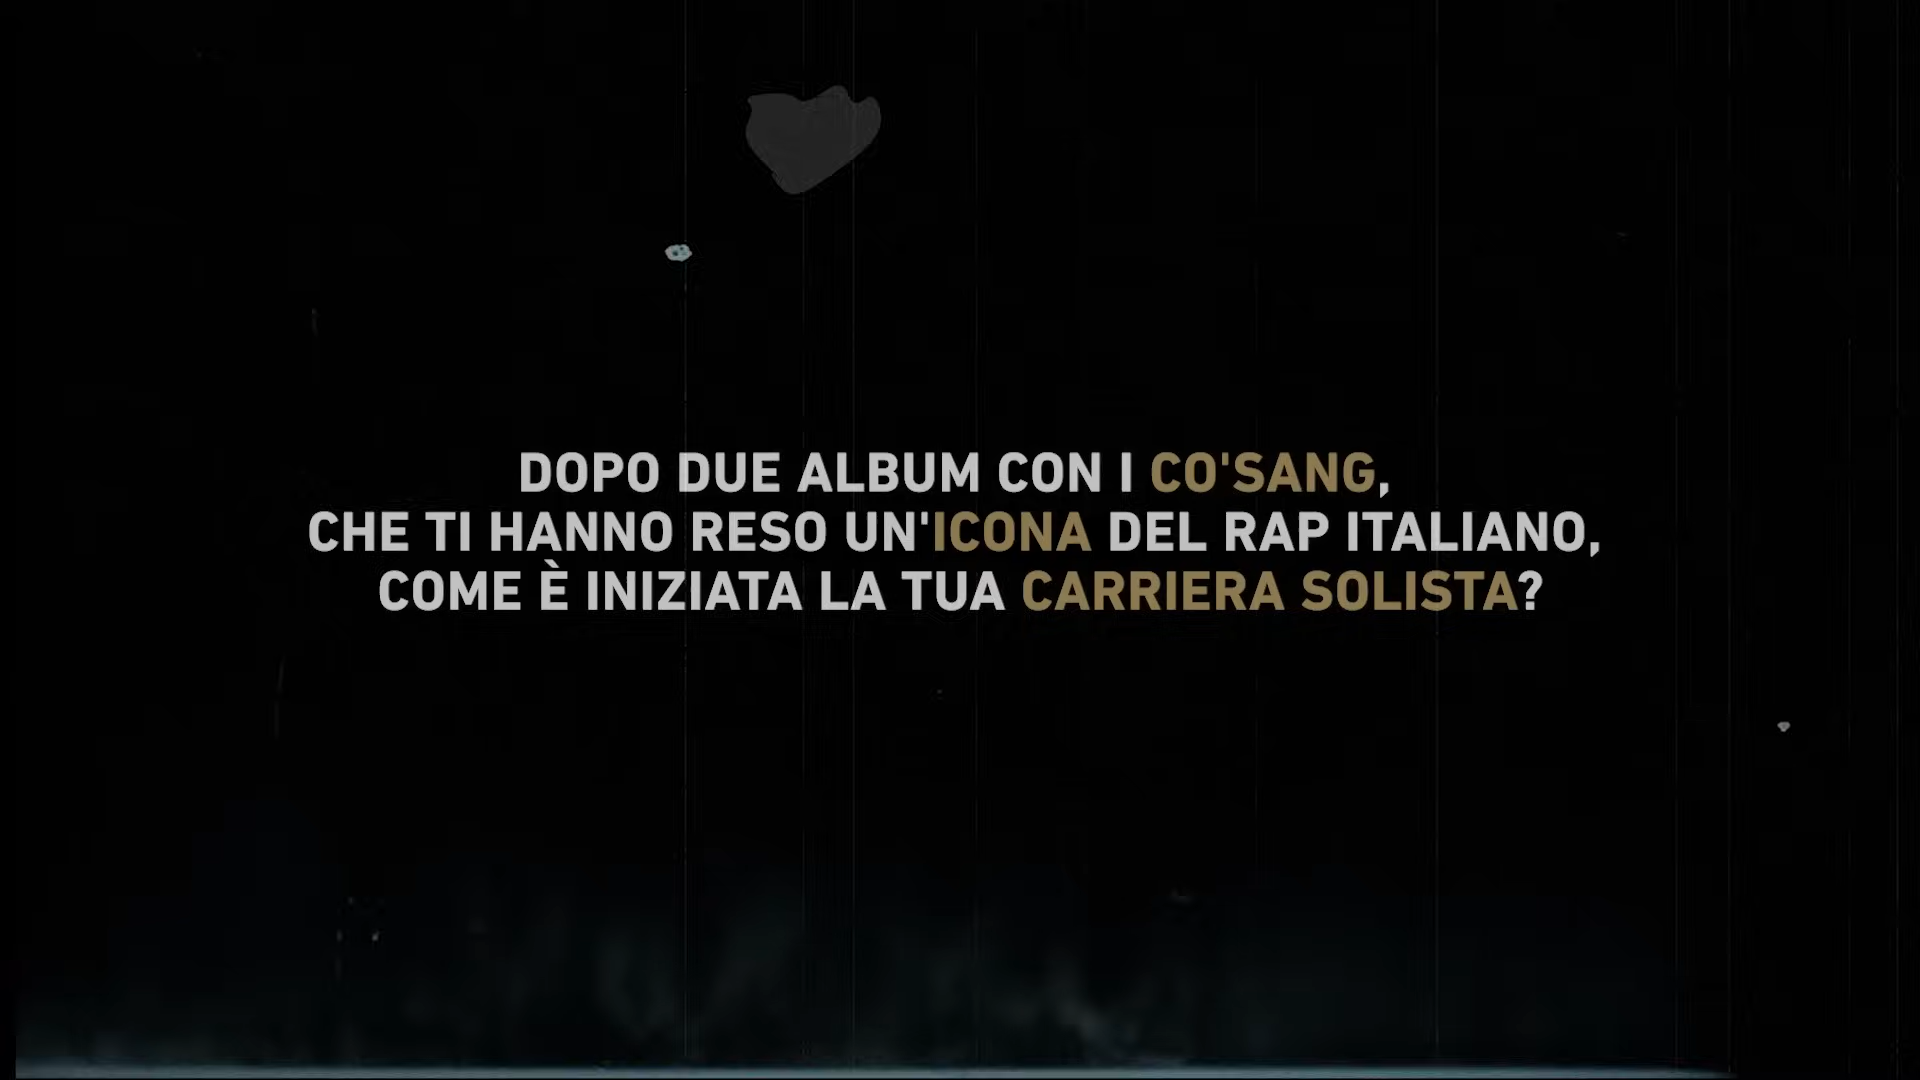 DOPO DUE ALBUM CON I CO'SANG,
CHE TI HANNO RESO UN'ICONA DEL RAP ITALIANO,
COME È INIZIATA LA TUA CARRIERA SOLISTA?